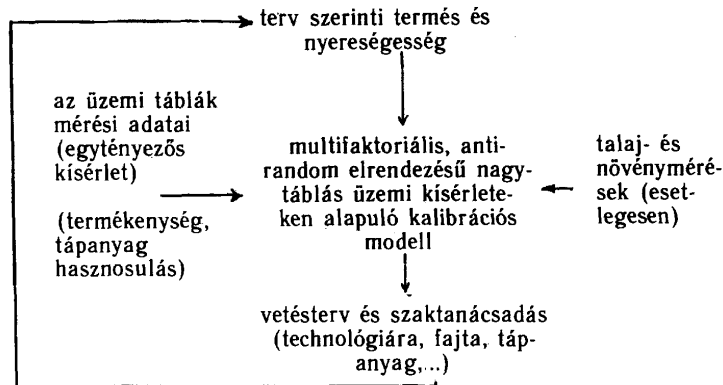 terv szerinti termés és
nyereségesség
az üzemi táblák
mérési adatai
(egytényezős
kísérlet)
(termékenység,
tápanyag
hasznosulás)
multifaktoriális, anti-
random elrendezésű nagy-
táblás üzemi kísérlete-
ken alapuló kalibrációs
modell
talaj- és
növényméré-
sek (eset-
legesen)
vetésterv és szaktanácsadás
(technológiára, fajta, táp-
anyag,...)